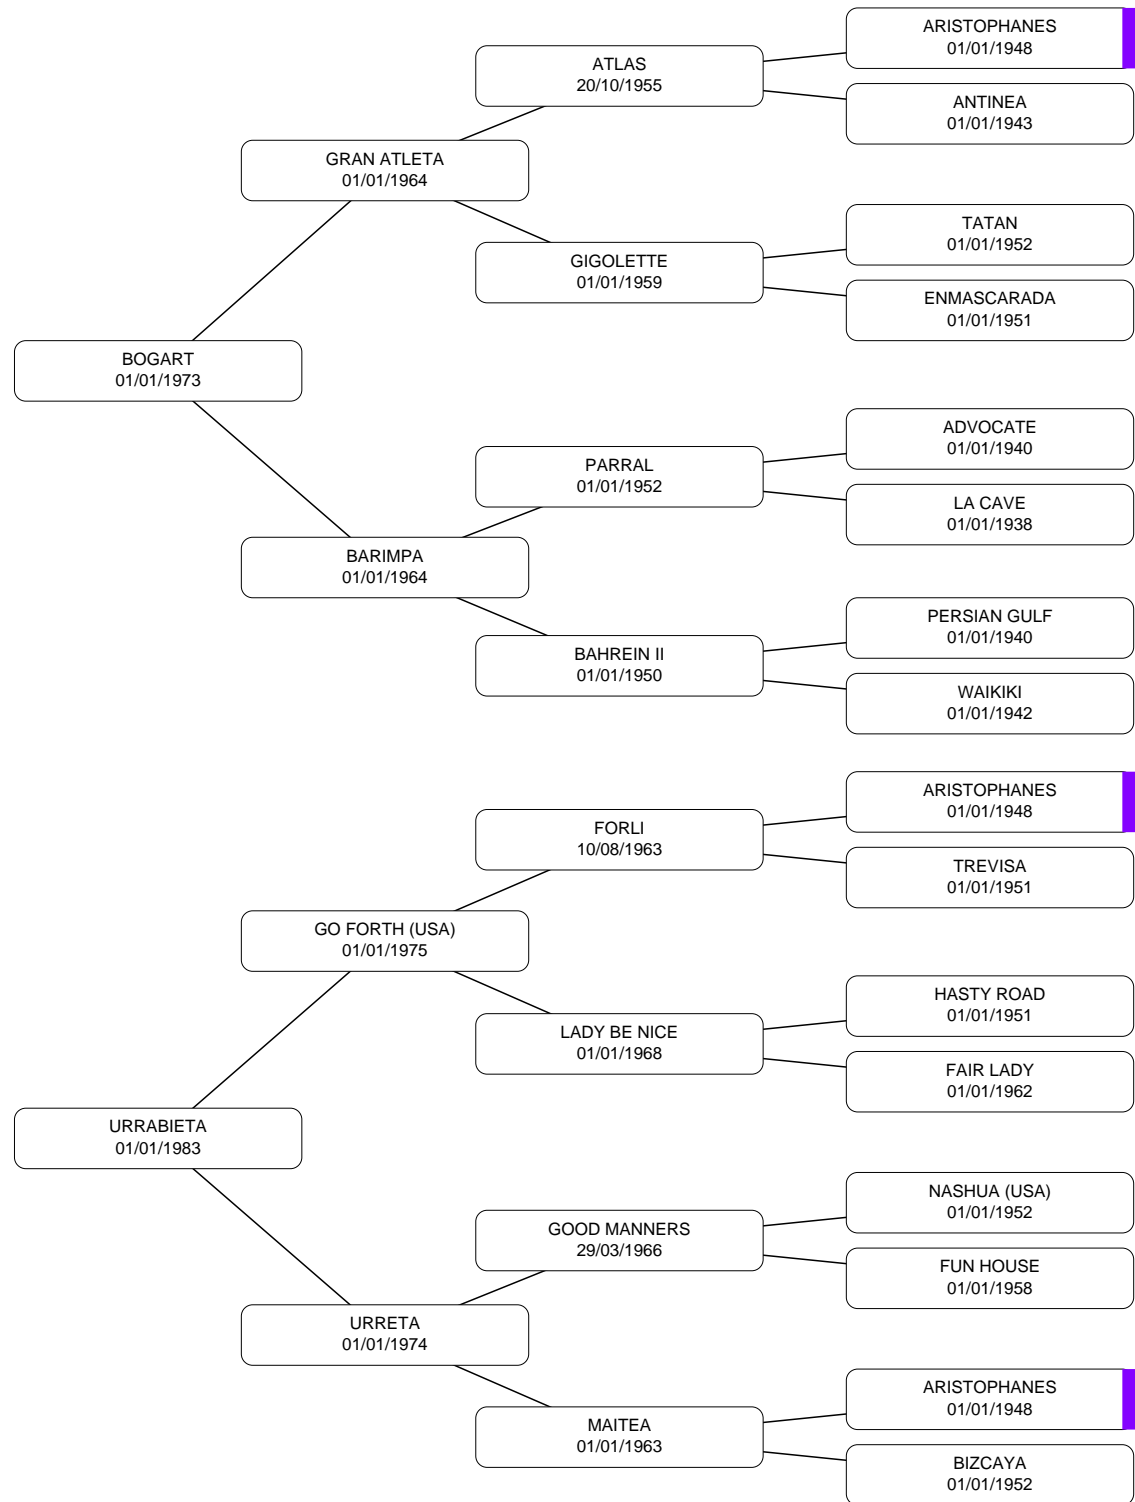 ARISTOPHANES
01/01/1948
ATLAS
20/10/1955
ANTINEA
01/01/1943
GRAN ATLETA
01/01/1964
TATAN
01/01/1952
GIGOLETTE
01/01/1959
ENMASCARADA
01/01/1951
BOGART
01/01/1973
ADVOCATE
01/01/1940
PARRAL
01/01/1952
LA CAVE
01/01/1938
BARIMPA
01/01/1964
PERSIAN GULF
01/01/1940
BAHREIN II
01/01/1950
WAIKIKI
01/01/1942
ARISTOPHANES
01/01/1948
FORLI
10/08/1963
TREVISA
01/01/1951
GO FORTH (USA)
01/01/1975
HASTY ROAD
01/01/1951
LADY BE NICE
01/01/1968
FAIR LADY
01/01/1962
URRABIETA
01/01/1983
NASHUA (USA)
01/01/1952
GOOD MANNERS
29/03/1966
FUN HOUSE
01/01/1958
URRETA
01/01/1974
ARISTOPHANES
01/01/1948
MAITEA
01/01/1963
BIZCAYA
01/01/1952